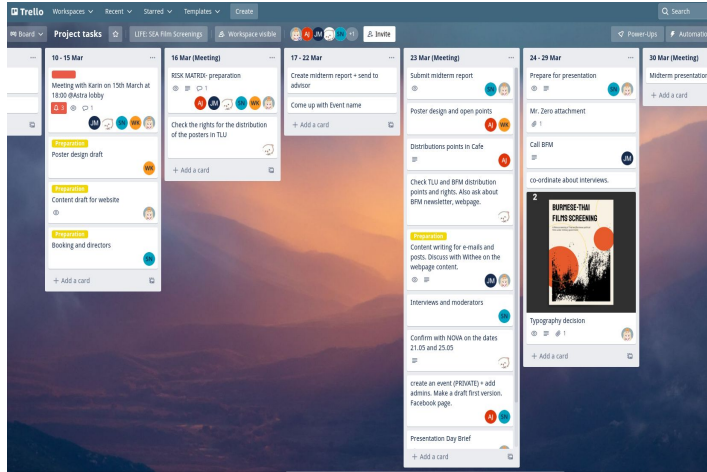 Trello
Workspaces
Recent
Starred
Templates
Create
Search
Board
Project tasks
LIFE: SEA Film Screenings
Workspace visible
AJ
JM
SN
+1
Invite
Power-Ups
Automatio
10 - 15 Mar
Meeting with Karin on 15th March at
18:00 @Astra lobby
3
1
JM
SN
WK
Preparation
Poster design draft
WK
Preparation
Content draft for website
Preparation
Booking and directors
SN
+ Add a card
16 Mar (Meeting)
RISK MATRIX- preparation
1
AJ
JM
SN
WK
Check the rights for the distribution
of the posters in TLU
+ Add a card
17 - 22 Mar
Create midterm report + send to
advisor
Come up with Event name
+ Add a card
23 Mar (Meeting)
Submit midterm report
SN
Poster design and open points
AJ
WK
Distributions points in Cafe
AJ
Check TLU and BFM distribution
points and rights. Also ask about
BFM newsletter, webpage.
Preparation
Content writing for e-mails and
posts. Discuss with Withee on the
webpage content.
JM
Interviews and moderators
SN
Confirm with NOVA on the dates
21.05 and 25.05
create an event (PRIVATE) + add
admins. Make a draft first version.
Facebook page.
AJ
SN
Presentation Day Brief
+ Add a card
24 - 29 Mar
Prepare for presentation
SN
Mr. Zero attachment
1
Call BFM
JM
co-ordinate about interviews.
2
BURMESE-THAI
FILMS SCREENING
Typography decision
1
+ Add a card
30 Mar (Meeting)
Midterm presentation
+ Add a card